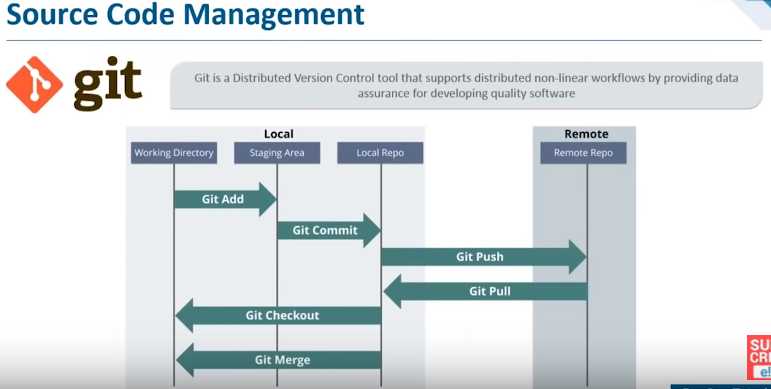 Source Code Management
git
Git is a Distributed Version Control tool that supports distributed non-linear workflows by providing data
assurance for developing quality software
Local
Remote
Working Directory
Staging Area
Local Repo
Remote Repo
Git Add
Git Commit
Git Push
Git Pull
Git Checkout
Git Merge
SU
CRI
e!